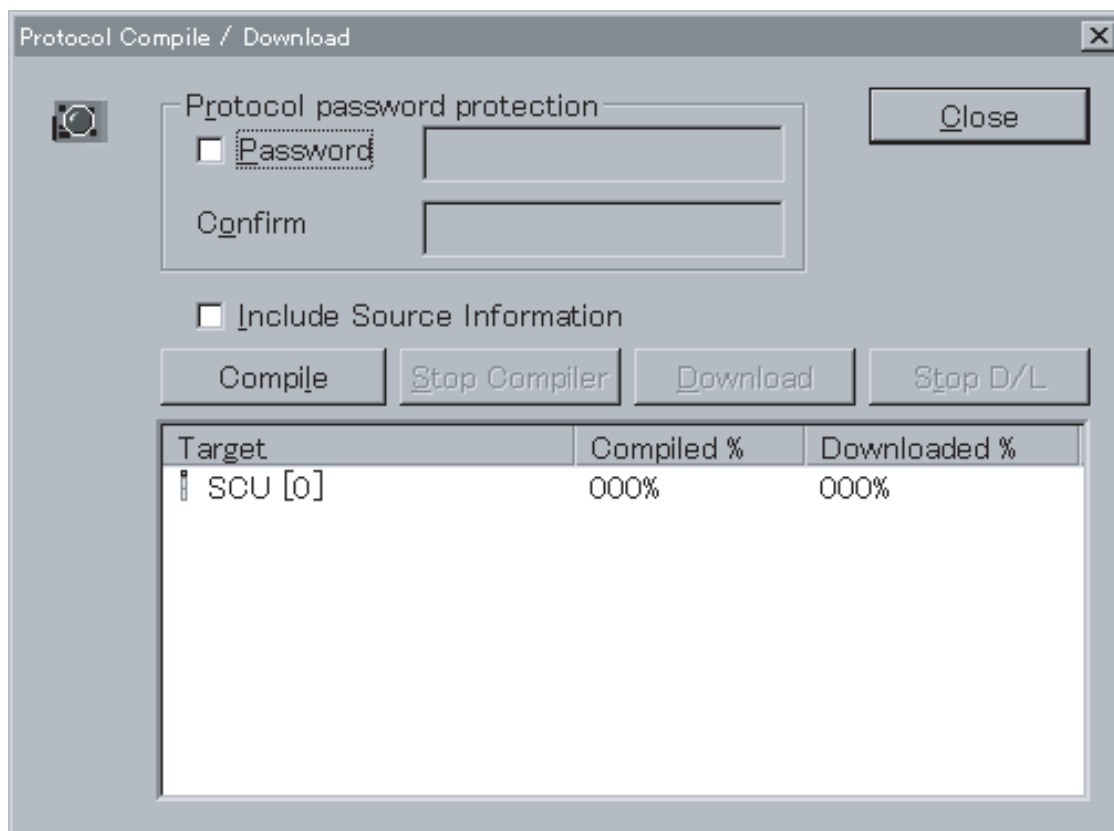 Protocol Compile / Download
Protocol password protection
Close
Password
Confirm
Include Source Information
Compile Stop Compiler Download Stop D/L
Target Compiled % Downloaded %
SCU [0] 000% 000%